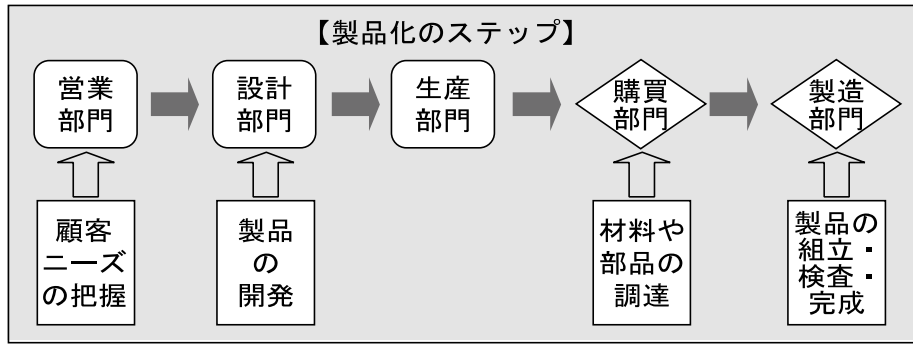 【製品化のステップ】
営業
部門
設計
部門
生産
部門
購買
部門
製造
部門
顧客
ニーズ
の把握
製品
の
開発
材料や
部品の
調達
製品の
組立・
検査・
完成